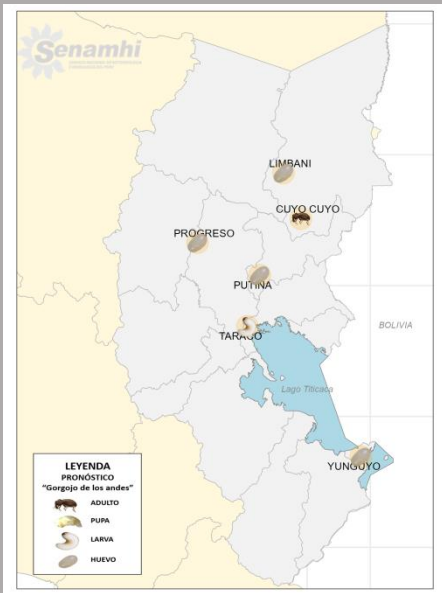 Senamhi
LIMBANI
CUYO CUYO
PROGRESO
PUTINA
TARACO
BOLIVIA
Lago Titicaca
YUNGUYO
LEYENDA
PRONÓSTICO
"Gorgojo de los andes"
ADULTO
PUPA
LARVA
HUEVO